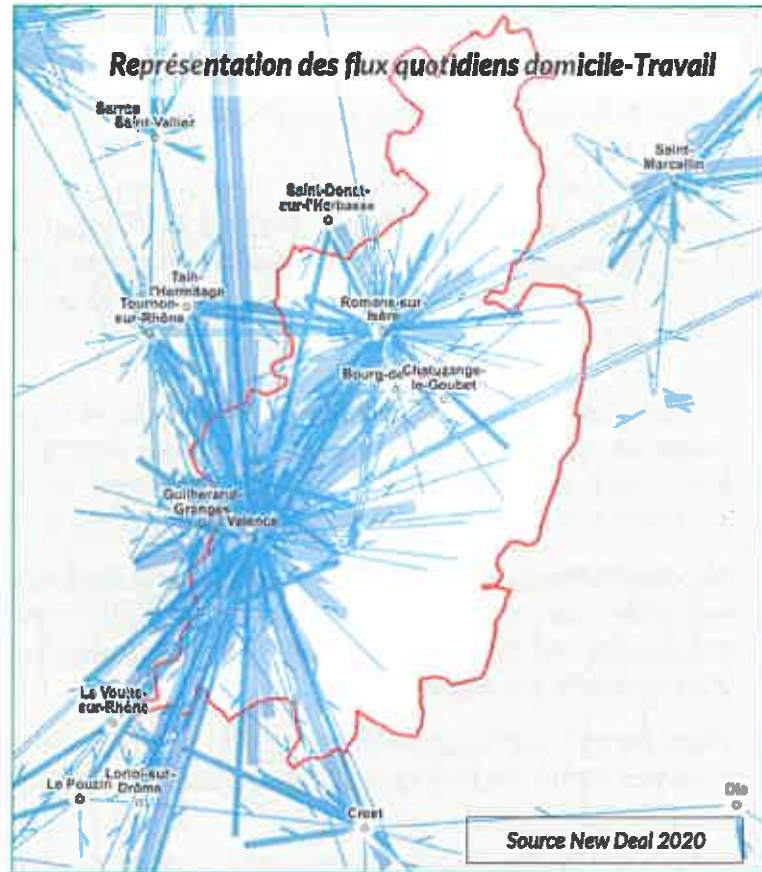 Représentation des flux quotidiens domicile-Travail
Sarras
Saint-Vallier
Saint-
Marcellin
Saint-Donat-
sur-l'Herbasse
Tain-
l'Hermitage
Tournon-
sur-Rhône
Romans-sur-
Isère
Bourg-de
Chatuzange-
le-Goubet
Guilherand-
Granges
Valence
La Voulte-
sur-Rhône
Le Pouzin
Loriol-sur-
Drôme
Crest
Die
Source New Deal 2020